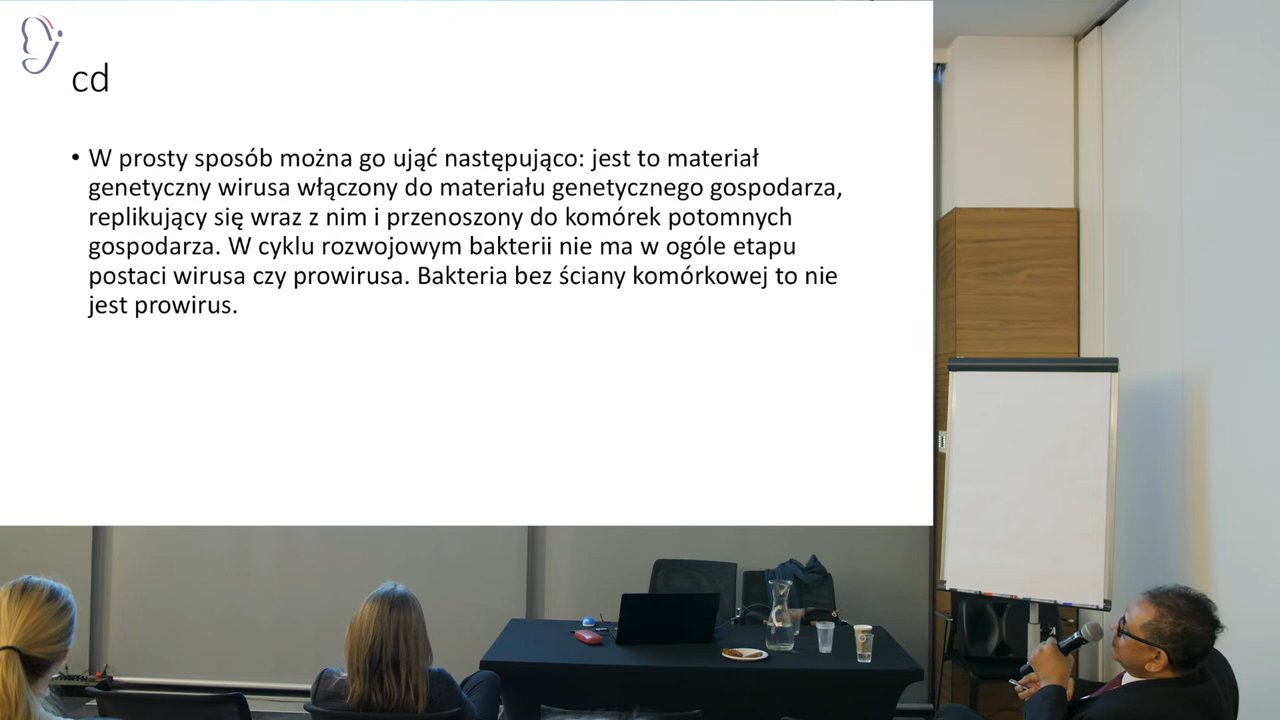 cd
• W prosty sposób można go ująć następująco: jest to materiał
genetyczny wirusa włączony do materiału genetycznego gospodarza,
replikujący się wraz z nim i przenoszony do komórek potomnych
gospodarza. W cyklu rozwojowym bakterii nie ma w ogóle etapu
postaci wirusa czy prowirusa. Bakteria bez ściany komórkowej to nie
jest prowirus.